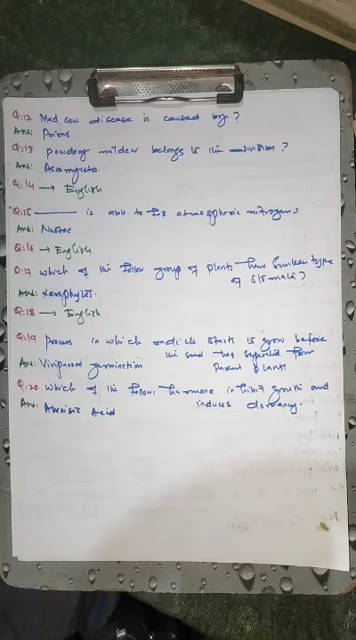 Q:12 Mad cow disease is caused by?
Ans: Prions
Q:13 Powdery mildew belongs to the division?
Ans: Ascomycota.
Q:14 → English
Q:15 ——— is able to fix atmospheric nitrogen?
Ans: Nostoc
Q:16 → English
Q:17 which of the follow group of plants have sunken type
of stomata?
Ans: Xerophytes.
Q:18 → English
Q:19 Process in which starts to grow before
the seed has separated from
Parent plants
Ans: Viviparous germination
Q:20 which of the follow: hormone inhibit growth and
induces dormancy.
Ans: Abscisic Acid